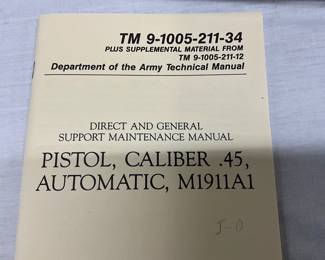 TM 9-1005-211-34
PLUS SUPPLEMENTAL MATERIAL FROM
TM 9-1005-211-12
Department of the Army Technical Manual
DIRECT AND GENERAL
SUPPORT MAINTENANCE MANUAL
PISTOL, CALIBER .45,
AUTOMATIC, M1911A1